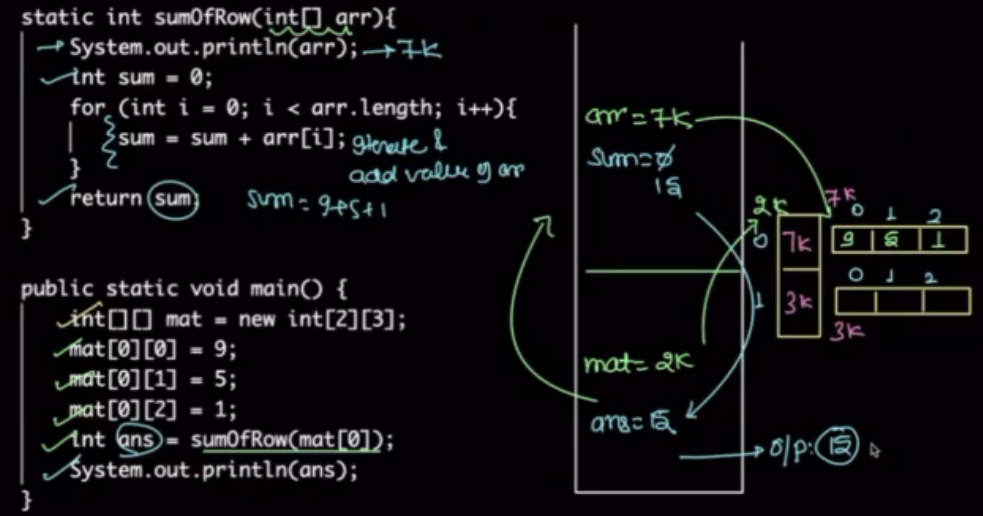 static int sumOfRow(int[] arr){
System.out.println(arr); → 7k
int sum = 0;
for (int i = 0; i < arr.length; i++){
sum = sum + arr[i]; iterate &
} add value of arr
return sum; sum = 9+5+1
}
public static void main() {
int[][] mat = new int[2][3];
mat[0][0] = 9;
mat[0][1] = 5;
mat[0][2] = 1;
int ans = sumOfRow(mat[0]);
System.out.println(ans);
}
arr = 7k
sum = 0
15
mat = 2k
ans = 15
O/P: 15
2k
7k
0 1 2
0 7k 9 5 1
0 1 2
1 3k
3k